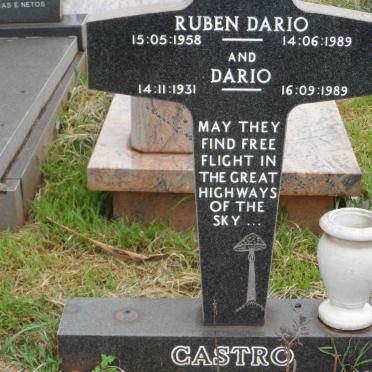 AS E NETOS
RUBEN DARIO
15:05:1958 14:06:1989
AND
DARIO
14:11:1931 16:09:1989
MAY THEY
FIND FREE
FLIGHT IN
THE GREAT
HIGHWAYS
OF THE
SKY ...
CASTRO